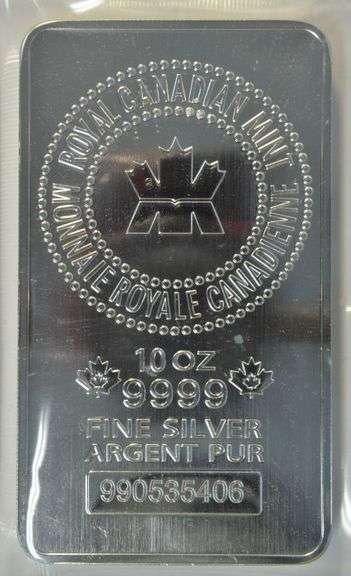 ROYAL CANADIAN MINT
MONNAIE ROYALE CANADIENNE
10 OZ
9999
FINE SILVER
ARGENT PUR
990535406